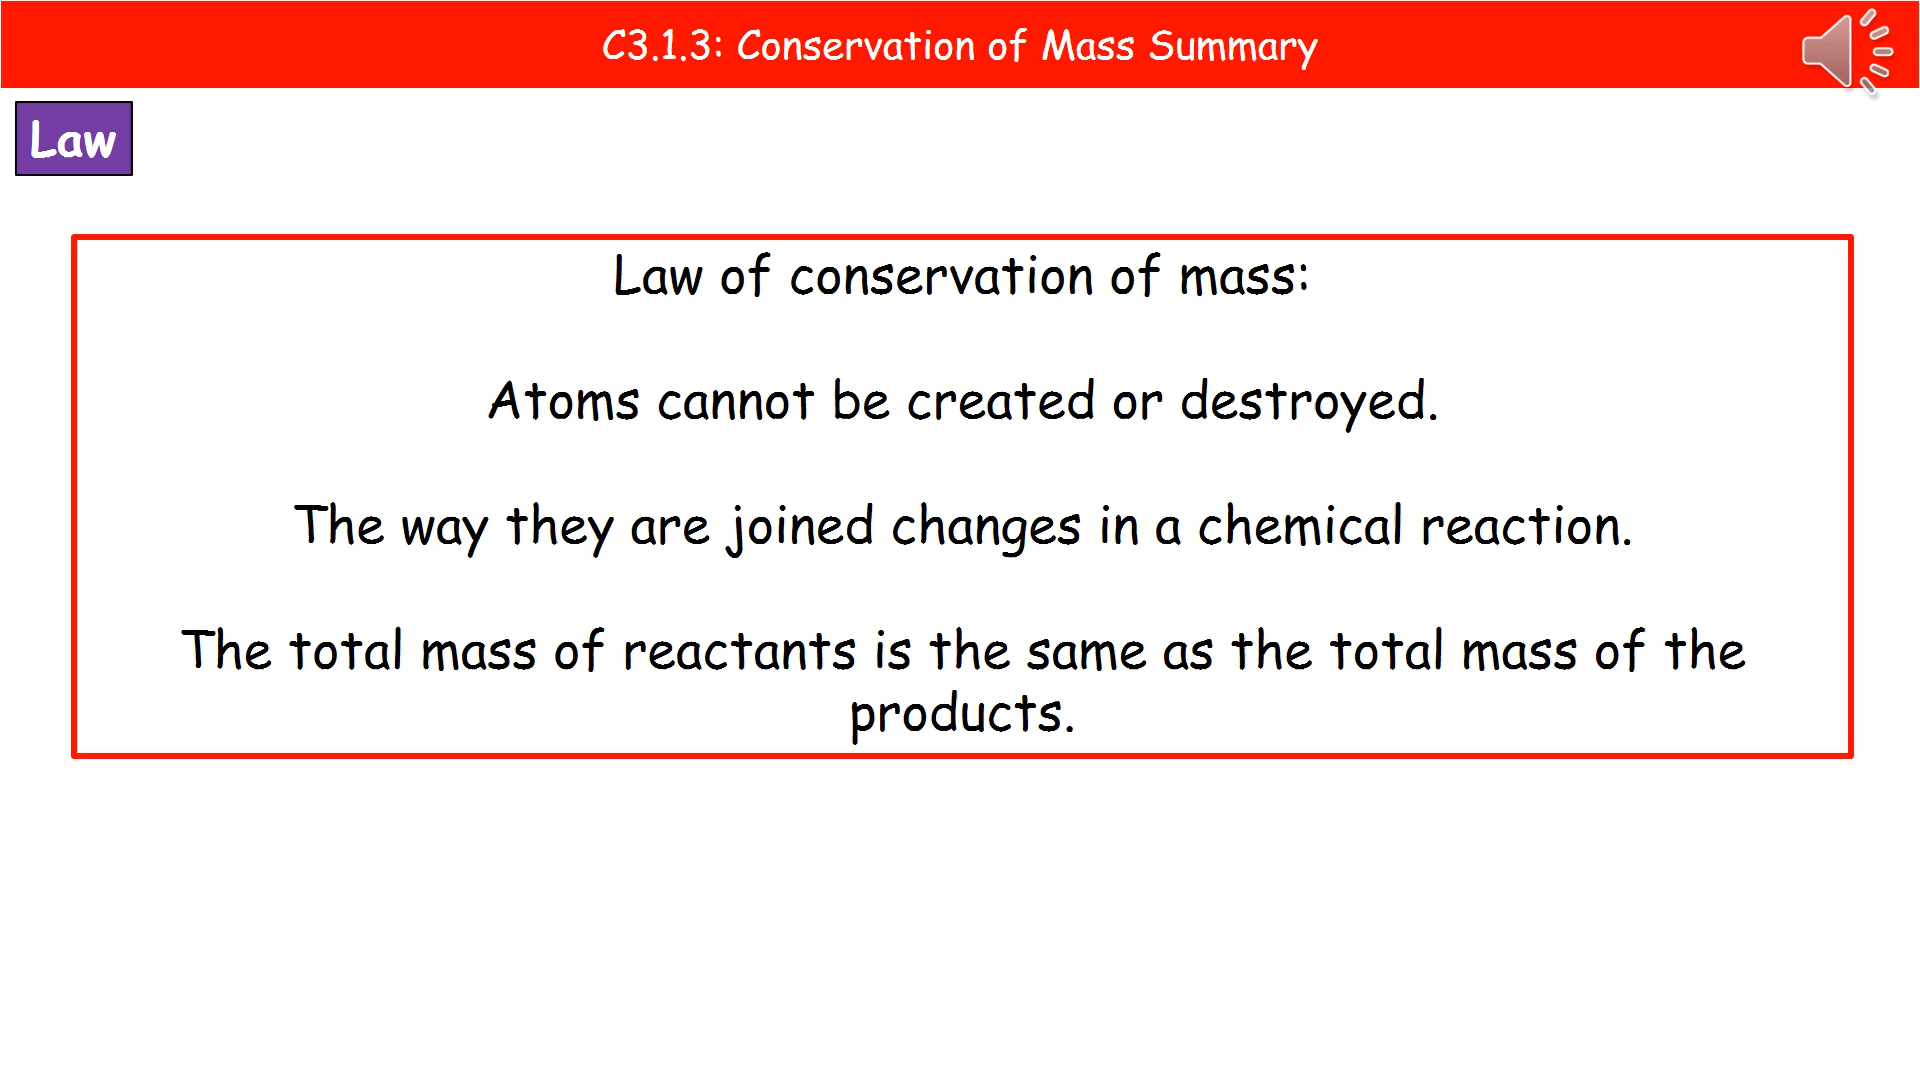 C3.1.3: Conservation of Mass Summary
Law
Law of conservation of mass:
Atoms cannot be created or destroyed.
The way they are joined changes in a chemical reaction.
The total mass of reactants is the same as the total mass of the
products.